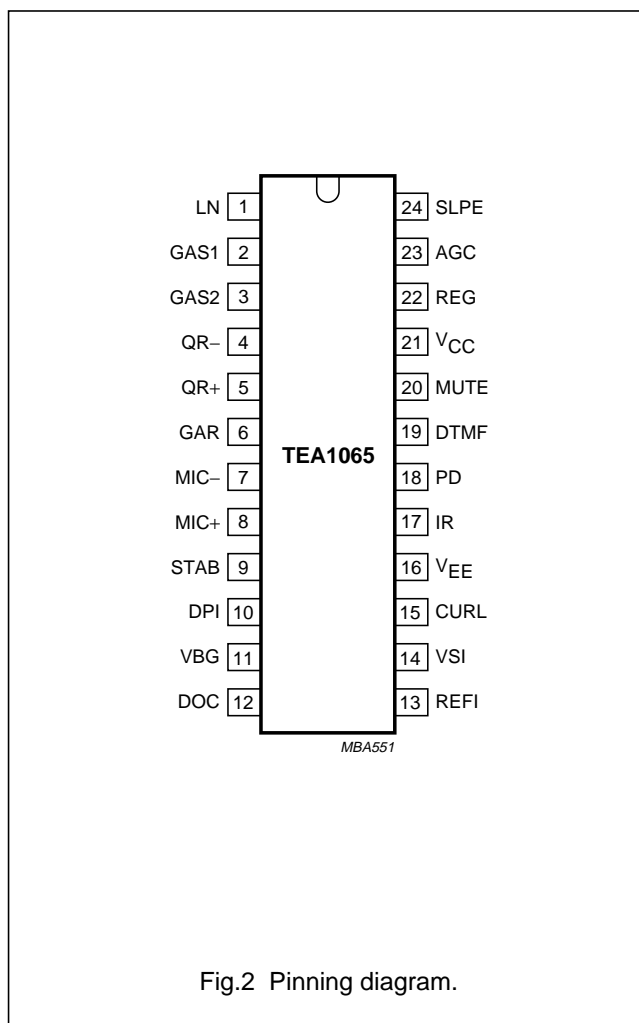 LN 1 24 SLPE
GAS1 2 23 AGC
GAS2 3 22 REG
QR− 4 21 VCC
QR+ 5 20 MUTE
GAR 6 19 DTMF
TEA1065
MIC− 7 18 PD
MIC+ 8 17 IR
STAB 9 16 VEE
DPI 10 15 CURL
VBG 11 14 VSI
DOC 12 13 REFI
MBA551
Fig.2 Pinning diagram.